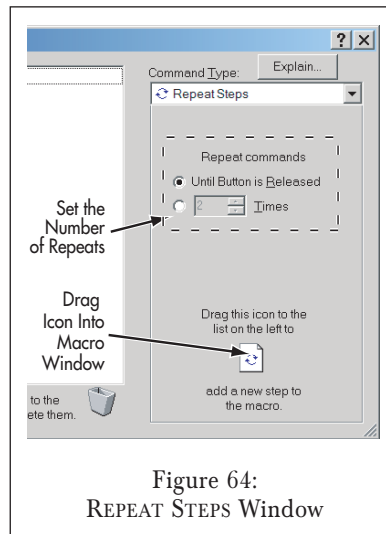 ? ×
Command Type:
Explain...
Repeat Steps
Repeat commands
Until Button is Released
2 Times
Set the
Number
of Repeats
Drag
Icon Into
Macro
Window
Drag this icon to the
list on the left to
add a new step to
the macro.
to the
ete them.
Figure 64:
REPEAT STEPS Window